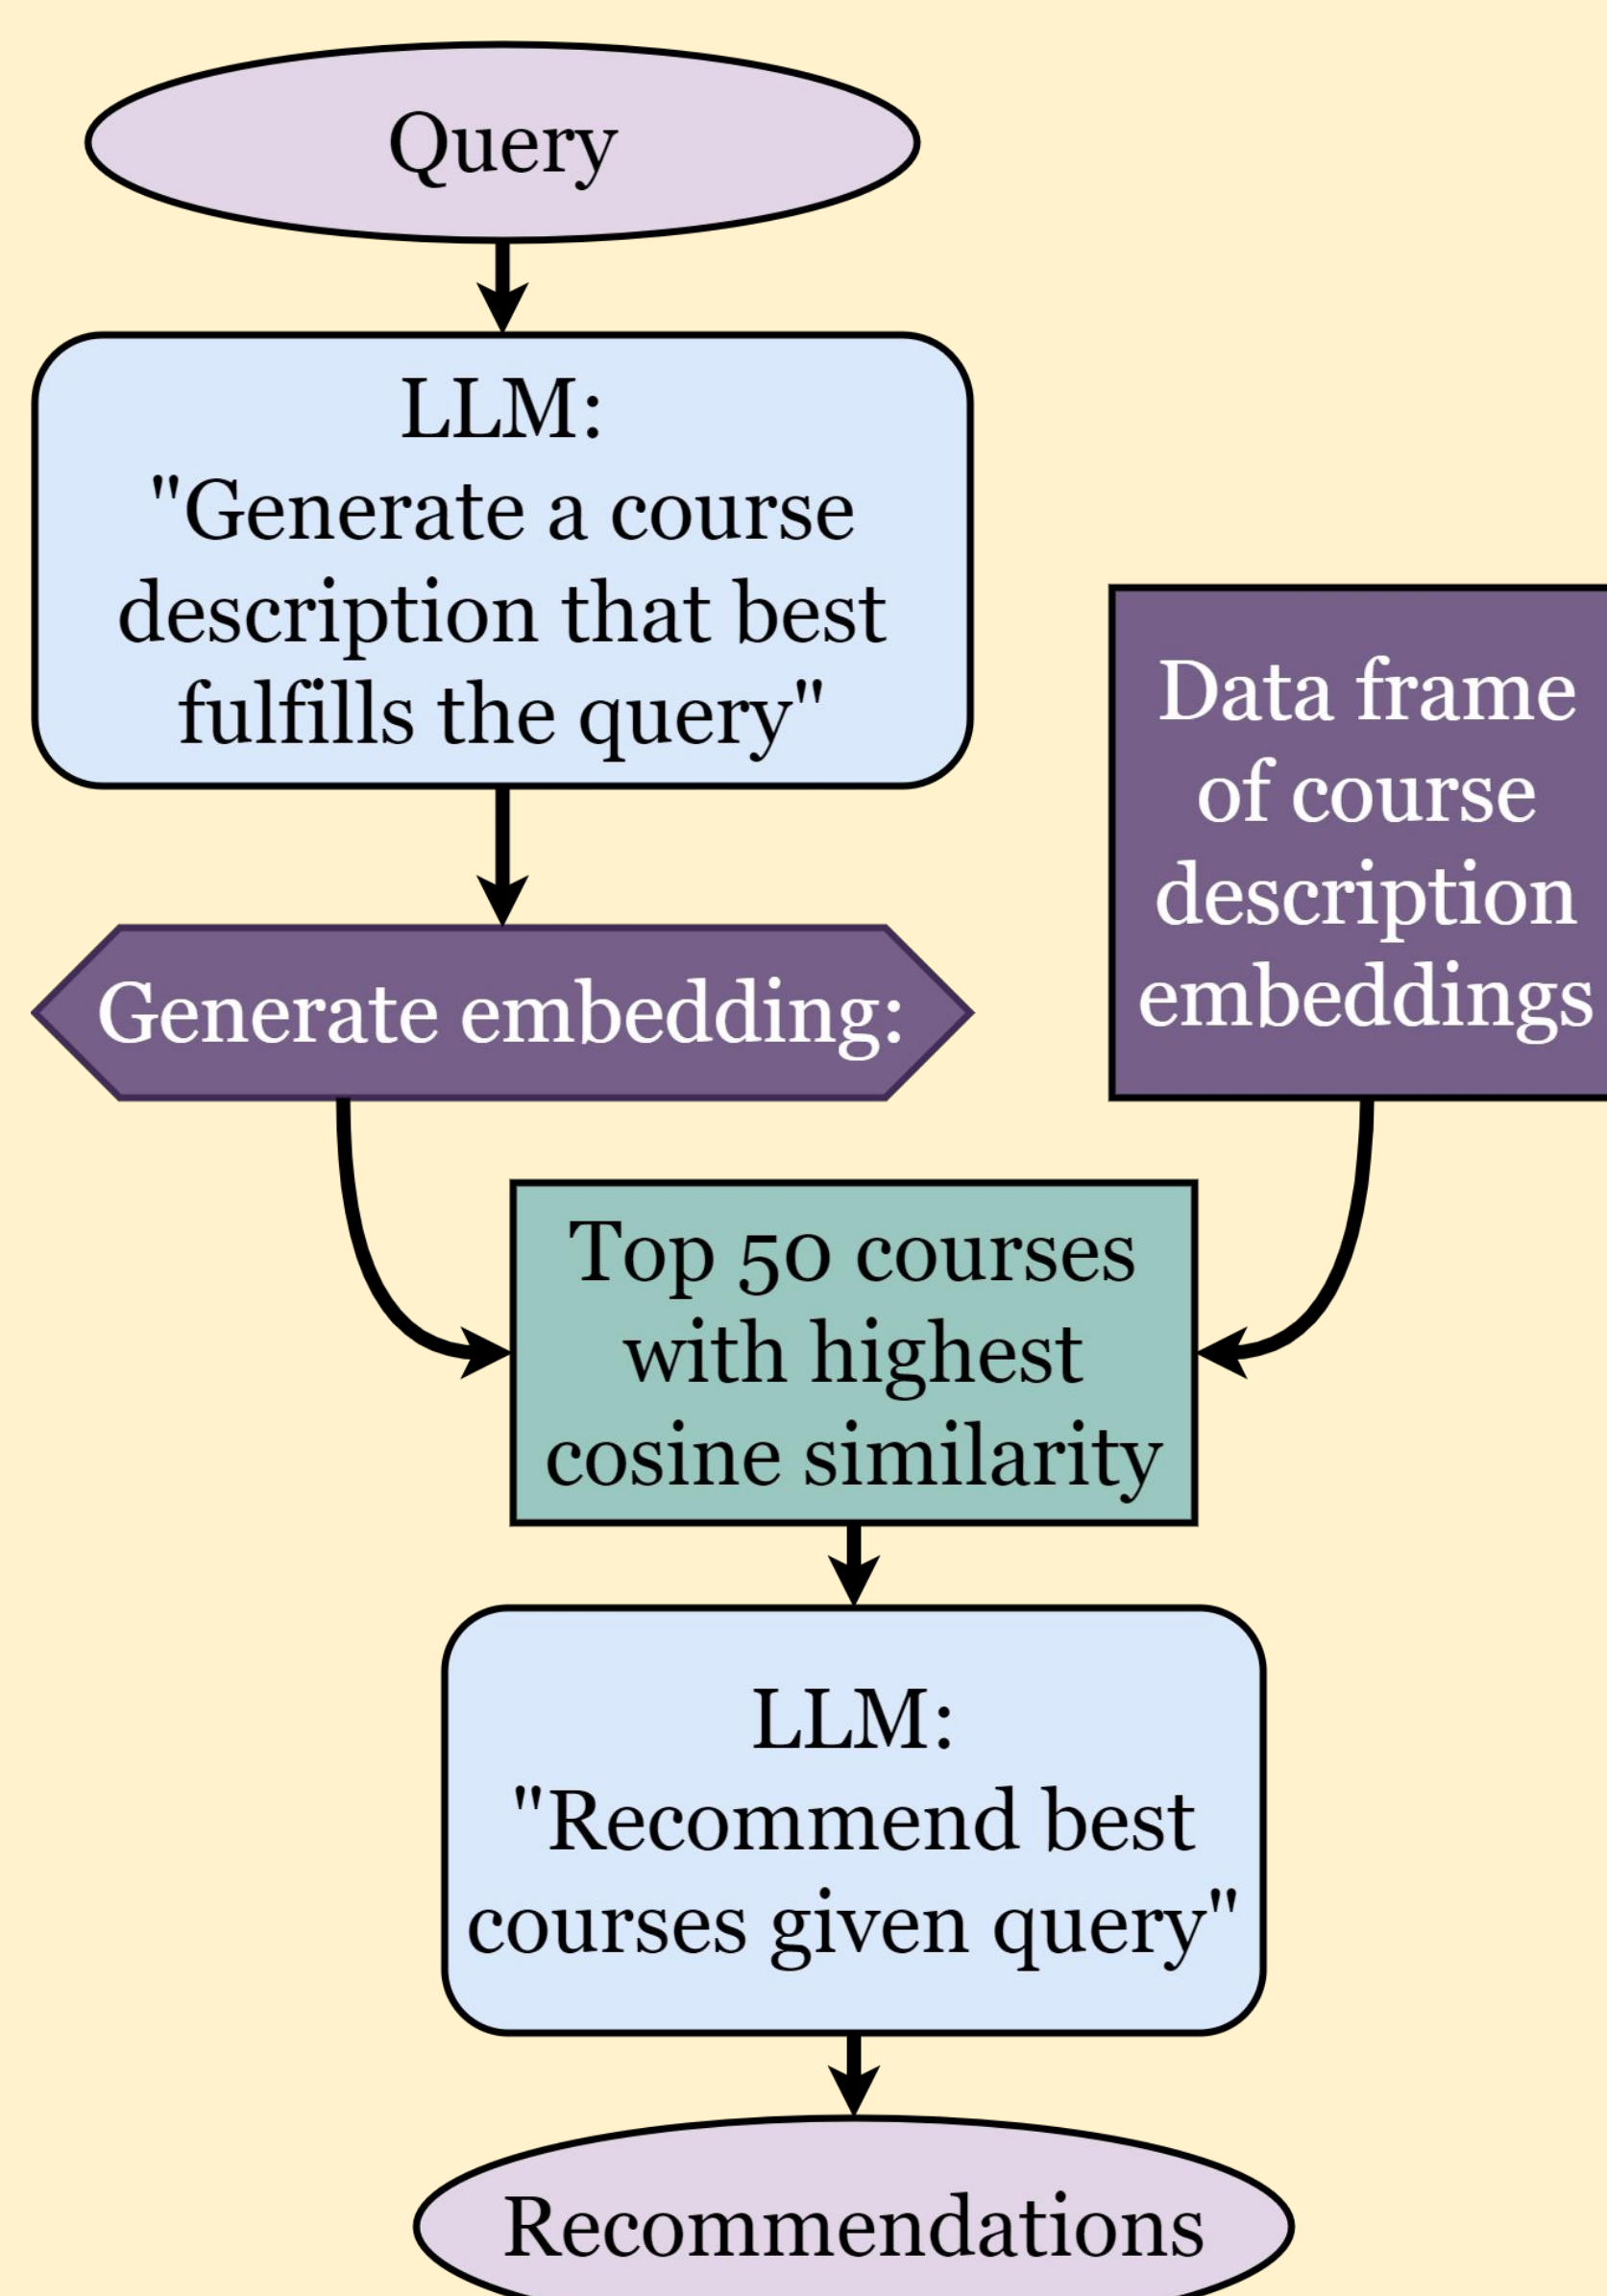 Query
LLM:
"Generate a course
description that best
fulfills the query"
Data frame
of course
description
embeddings
Generate embedding:
Top 50 courses
with highest
cosine similarity
LLM:
"Recommend best
courses given query"
Recommendations